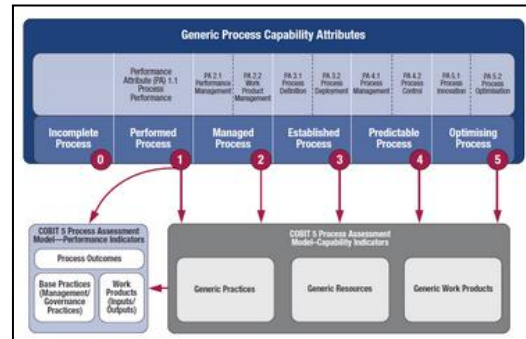 Generic Process Capability Attributes
Performance
Attribute (PA) 1.1
Process
Performance
PA 2.1
Performance
Management
PA 2.2
Work
Product
Management
PA 3.1
Process
Definition
PA 3.2
Process
Deployment
PA 4.1
Process
Management
PA 4.2
Process
Control
PA 5.1
Process
Innovation
PA 5.2
Process
Optimisation
Incomplete
Process
Performed
Process
Managed
Process
Established
Process
Predictable
Process
Optimising
Process
0
1
2
3
4
5
COBIT 5 Process Assessment
Model—Performance Indicators
Process Outcomes
Base Practices
(Management/
Governance
Practices)
Work
Products
(Inputs/
Outputs)
COBIT 5 Process Assessment
Model–Capability Indicators
Generic Practices
Generic Resources
Generic Work Products